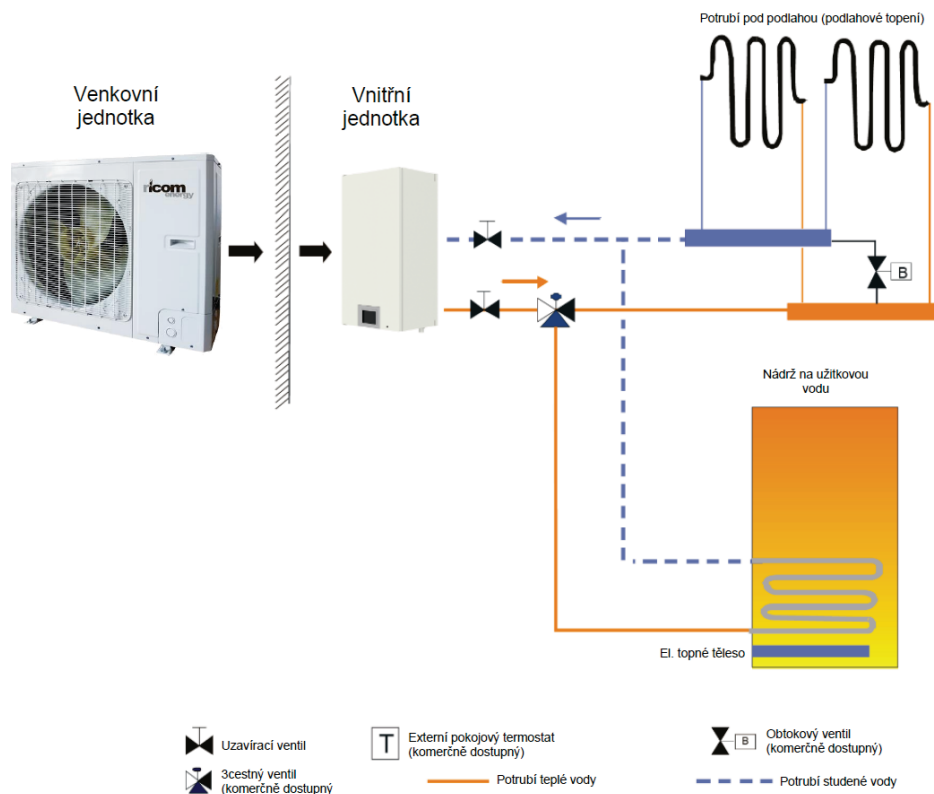 Potrubí pod podlahou (podlahové topení)
Venkovní
jednotka
Vnitřní
jednotka
ricom
energy
B
Nádrž na užitkovou
vodu
El. topné těleso
Uzavírací ventil
T
Externí pokojový termostat
(komerčně dostupný)
B
Obtokový ventil
(komerčně dostupný)
3cestný ventil
(komerčně dostupný
Potrubí teplé vody
Potrubí studené vody